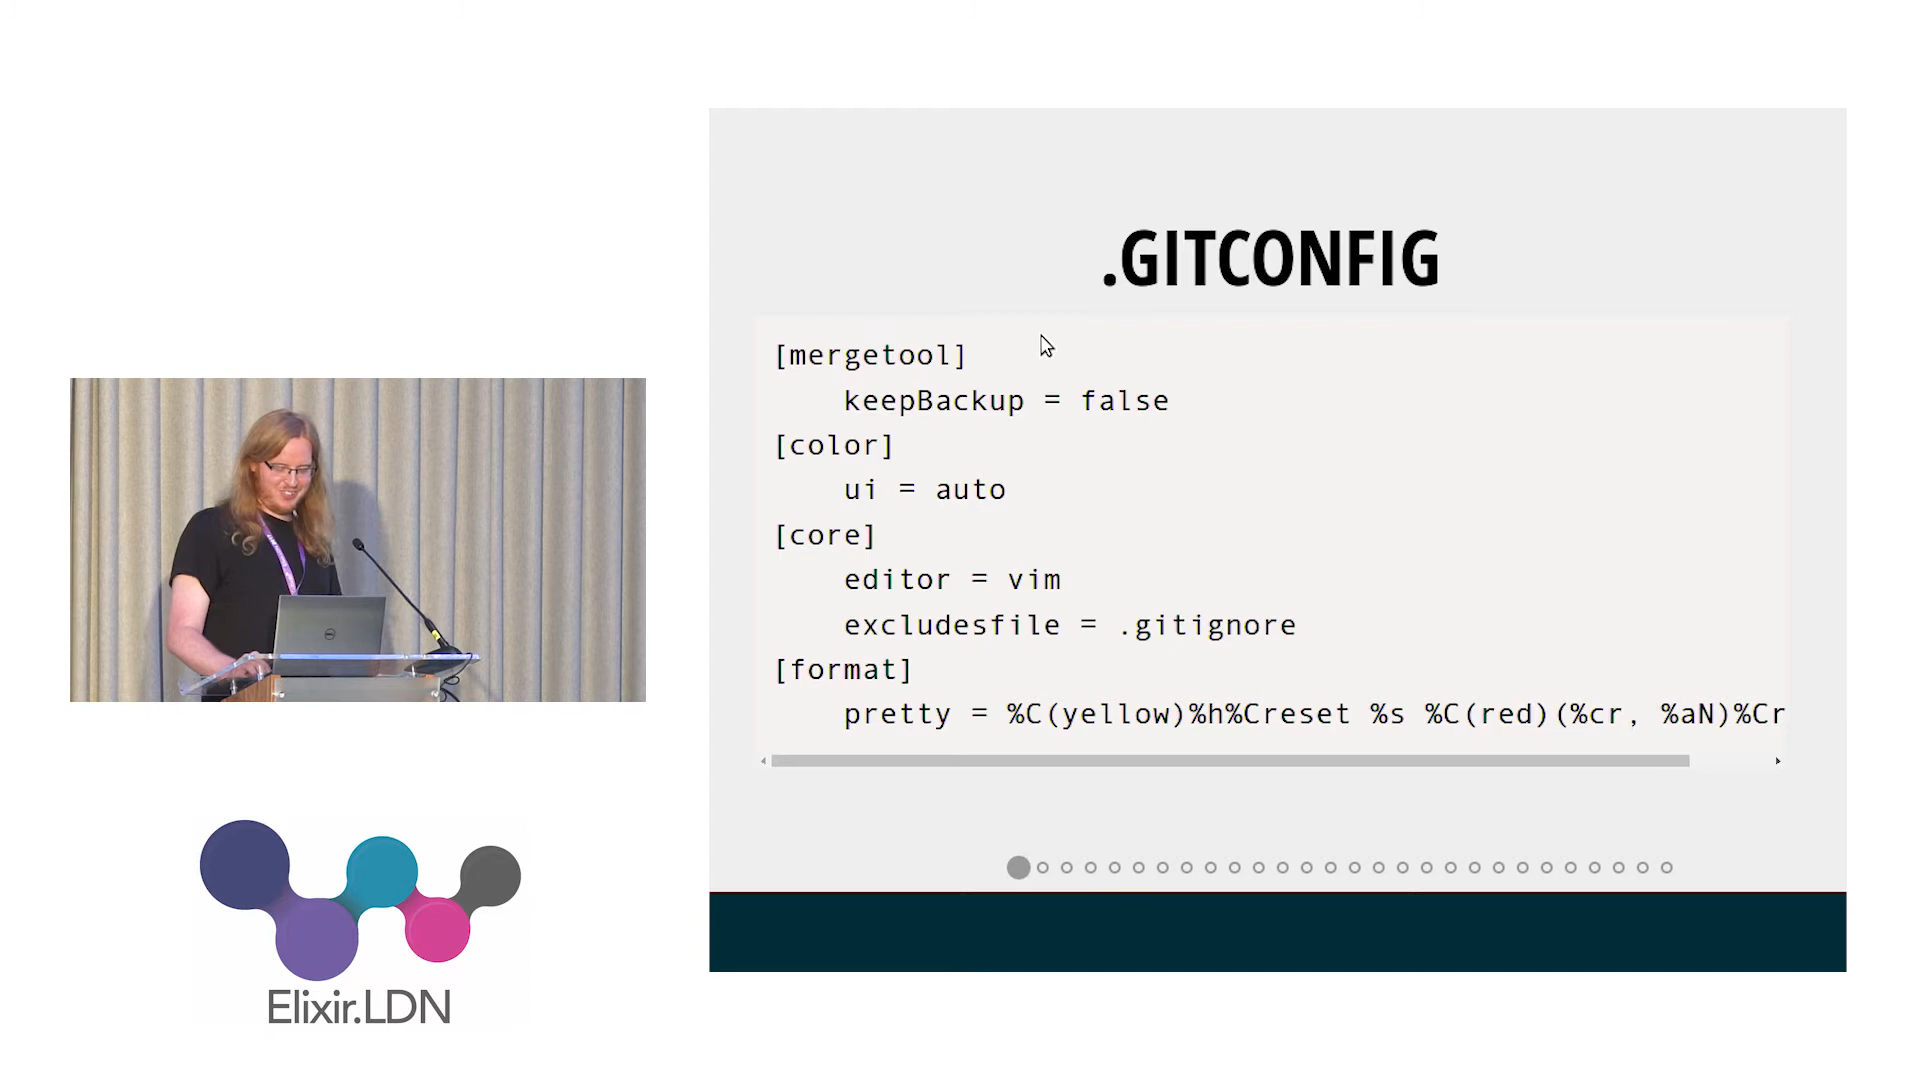 .GITCONFIG
[mergetool]
    keepBackup = false
[color]
    ui = auto
[core]
    editor = vim
    excludesfile = .gitignore
[format]
    pretty = %C(yellow)%h%Creset %s %C(red)(%cr, %aN)%Cr
Elixir.LDN